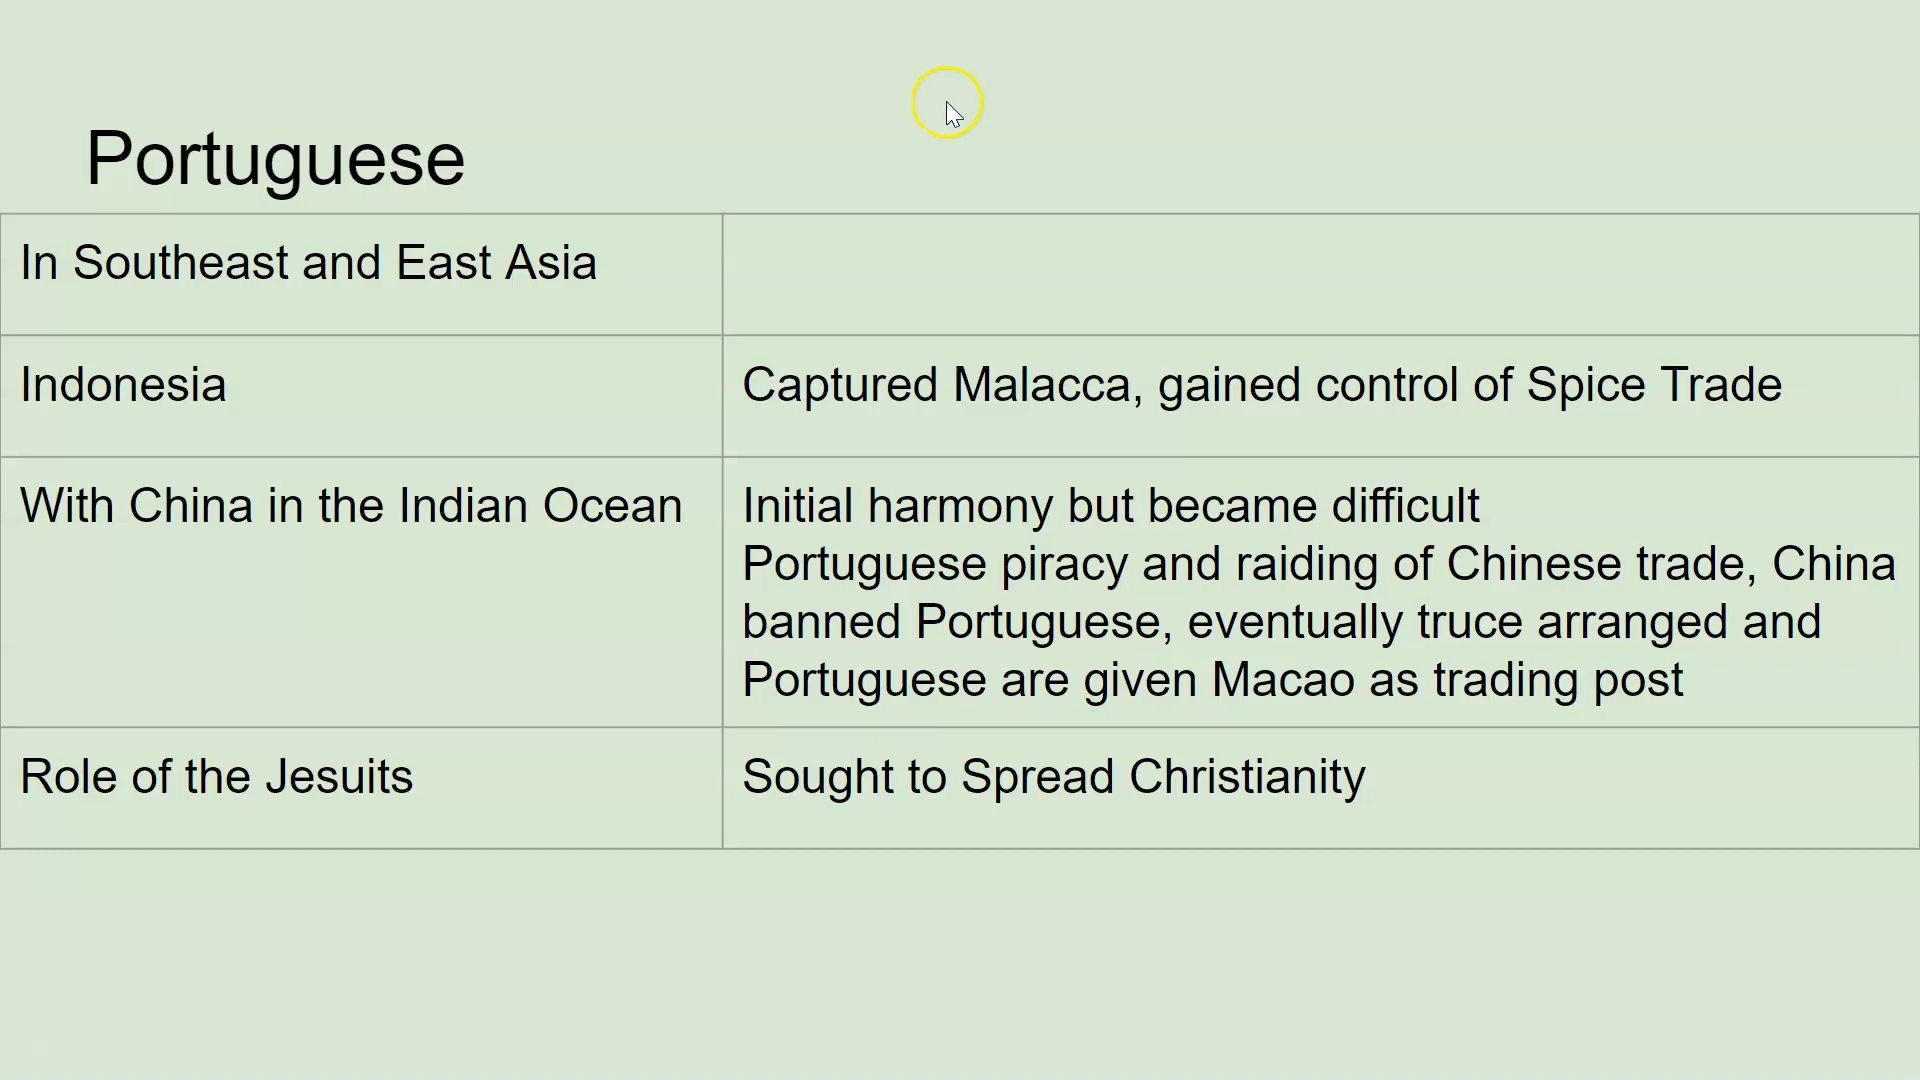 Portuguese
In Southeast and East Asia
Indonesia
Captured Malacca, gained control of Spice Trade
With China in the Indian Ocean
Initial harmony but became difficult
Portuguese piracy and raiding of Chinese trade, China
banned Portuguese, eventually truce arranged and
Portuguese are given Macao as trading post
Role of the Jesuits
Sought to Spread Christianity